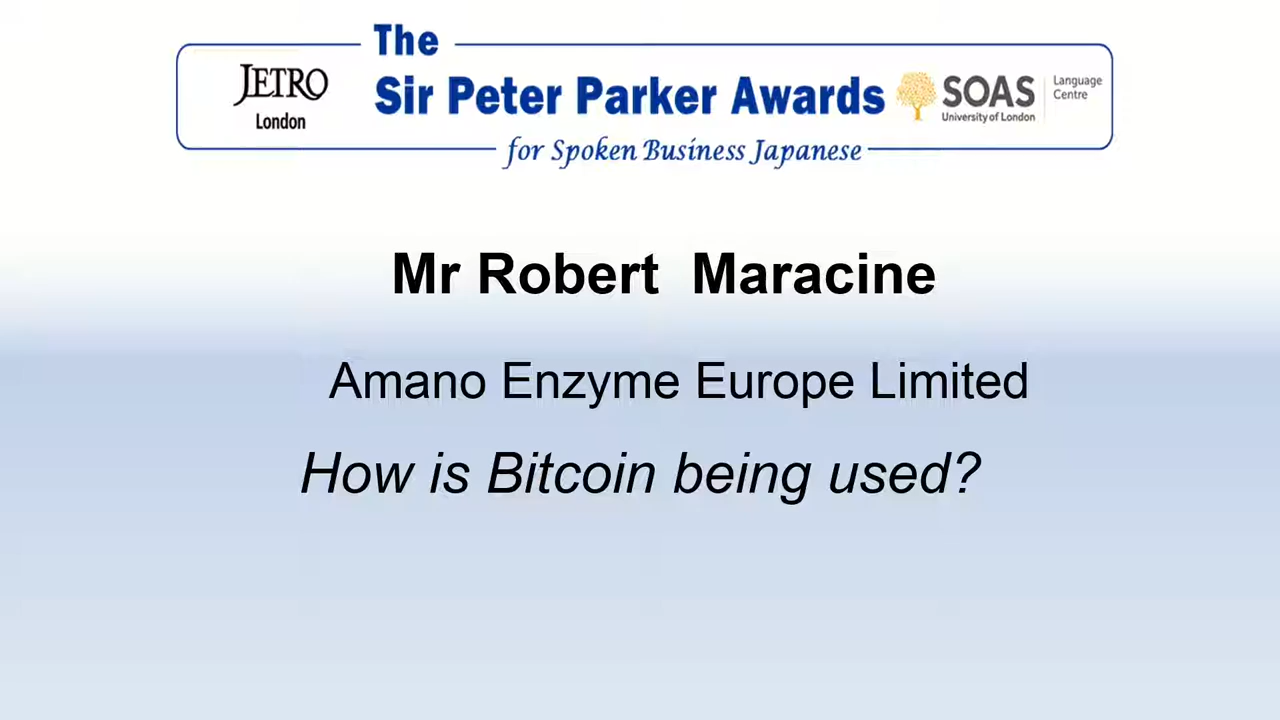 The
Sir Peter Parker Awards
for Spoken Business Japanese
JETRO
London
SOAS
University of London
Language
Centre
Mr Robert  Maracine
Amano Enzyme Europe Limited
How is Bitcoin being used?